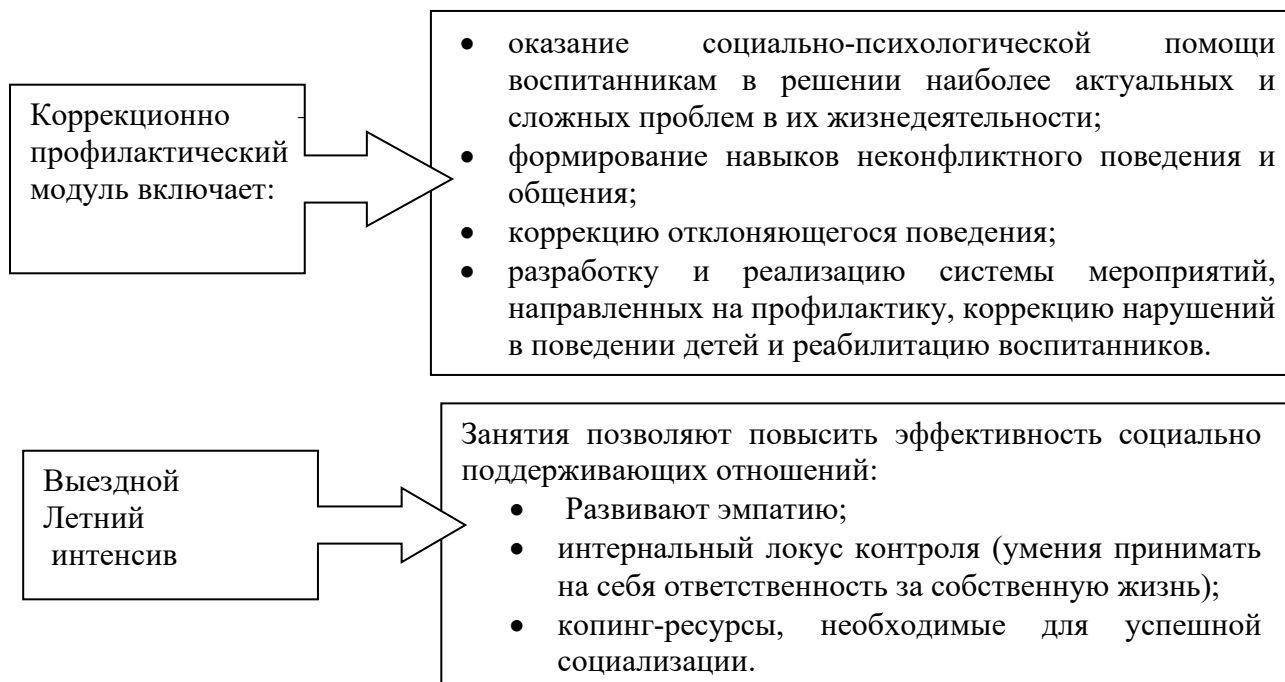 Коррекционно -
профилактический
модуль включает:
• оказание социально-психологической помощи
воспитанникам в решении наиболее актуальных и
сложных проблем в их жизнедеятельности;
• формирование навыков неконфликтного поведения и
общения;
• коррекцию отклоняющегося поведения;
• разработку и реализацию системы мероприятий,
направленных на профилактику, коррекцию нарушений
в поведении детей и реабилитацию воспитанников.
Выездной
Летний
интенсив
Занятия позволяют повысить эффективность социально
поддерживающих отношений:
• Развивают эмпатию;
• интернальный локус контроля (умения принимать
на себя ответственность за собственную жизнь);
• копинг-ресурсы, необходимые для успешной
социализации.